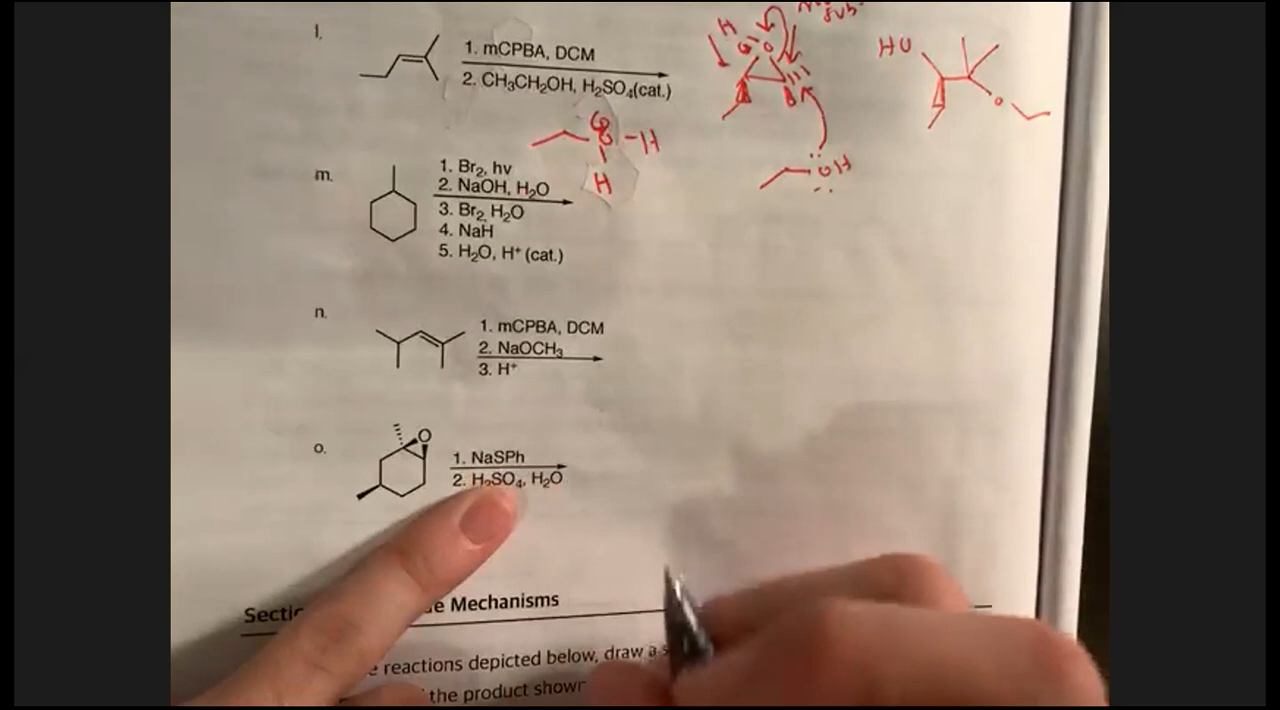 l.
1. mCPBA, DCM
2. CH₃CH₂OH, H₂SO₄(cat.)
H
HO
o
-H
H
öH
m.
1. Br₂, hv
2. NaOH, H₂O
3. Br₂ H₂O
4. NaH
5. H₂O, H⁺ (cat.)
n.
1. mCPBA, DCM
2. NaOCH₃
3. H⁺
o.
O
1. NaSPh
2. H₂SO₄, H₂O
Mechanisms
reactions depicted below, draw a
the product shown